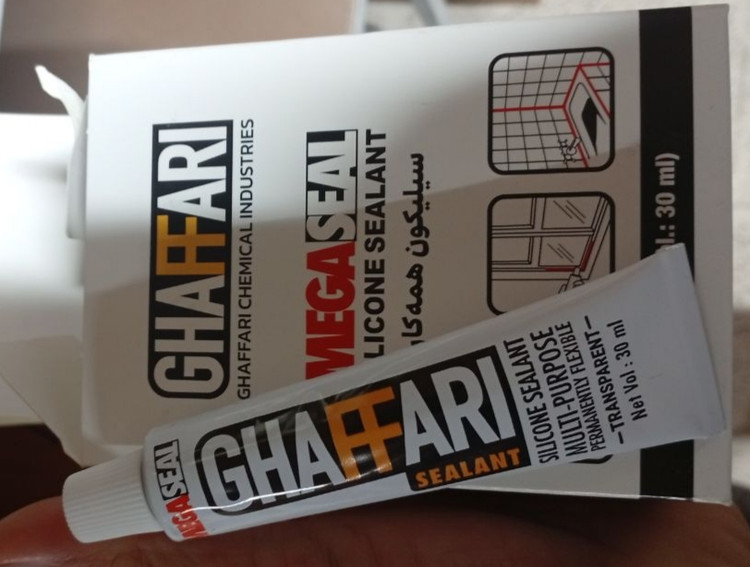 GHAFFARI
GHAFFARI CHEMICAL INDUSTRIES
MEGASEAL
LICONE SEALANT
سیلیکون همه‌کار
l.: 30 ml)
MEGASEAL
GHAFFARI
SEALANT
SILICONE SEALANT
MULTI-PURPOSE
PERMANENTLY FLEXIBLE
—TRANSPARENT—
Net Vol : 30 ml